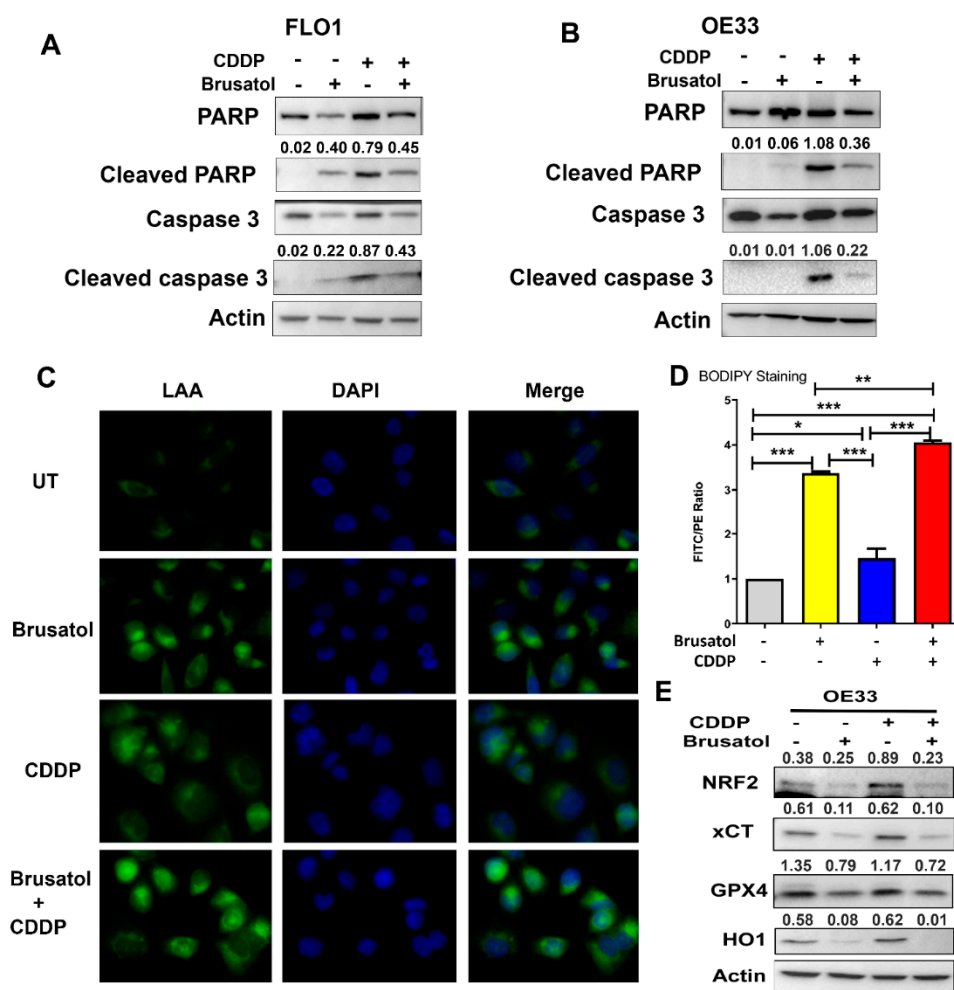 A
FLO1
CDDP - - + +
Brusatol - + - +
PARP
0.02 0.40 0.79 0.45
Cleaved PARP
Caspase 3
0.02 0.22 0.87 0.43
Cleaved caspase 3
Actin
B
OE33
CDDP - - + +
Brusatol - + - +
PARP
0.01 0.06 1.08 0.36
Cleaved PARP
Caspase 3
0.01 0.01 1.06 0.22
Cleaved caspase 3
Actin
C
LAA DAPI Merge
UT
Brusatol
CDDP
Brusatol
+
CDDP
D BODIPY Staining
**
***
* ***
*** ***
5
4
3
2
1
0
FITC/PE Ratio
Brusatol - + - +
CDDP - - + +
E
OE33
CDDP - - + +
Brusatol - + - +
0.38 0.25 0.89 0.23
NRF2
0.61 0.11 0.62 0.10
xCT
1.35 0.79 1.17 0.72
GPX4
0.58 0.08 0.62 0.01
HO1
Actin